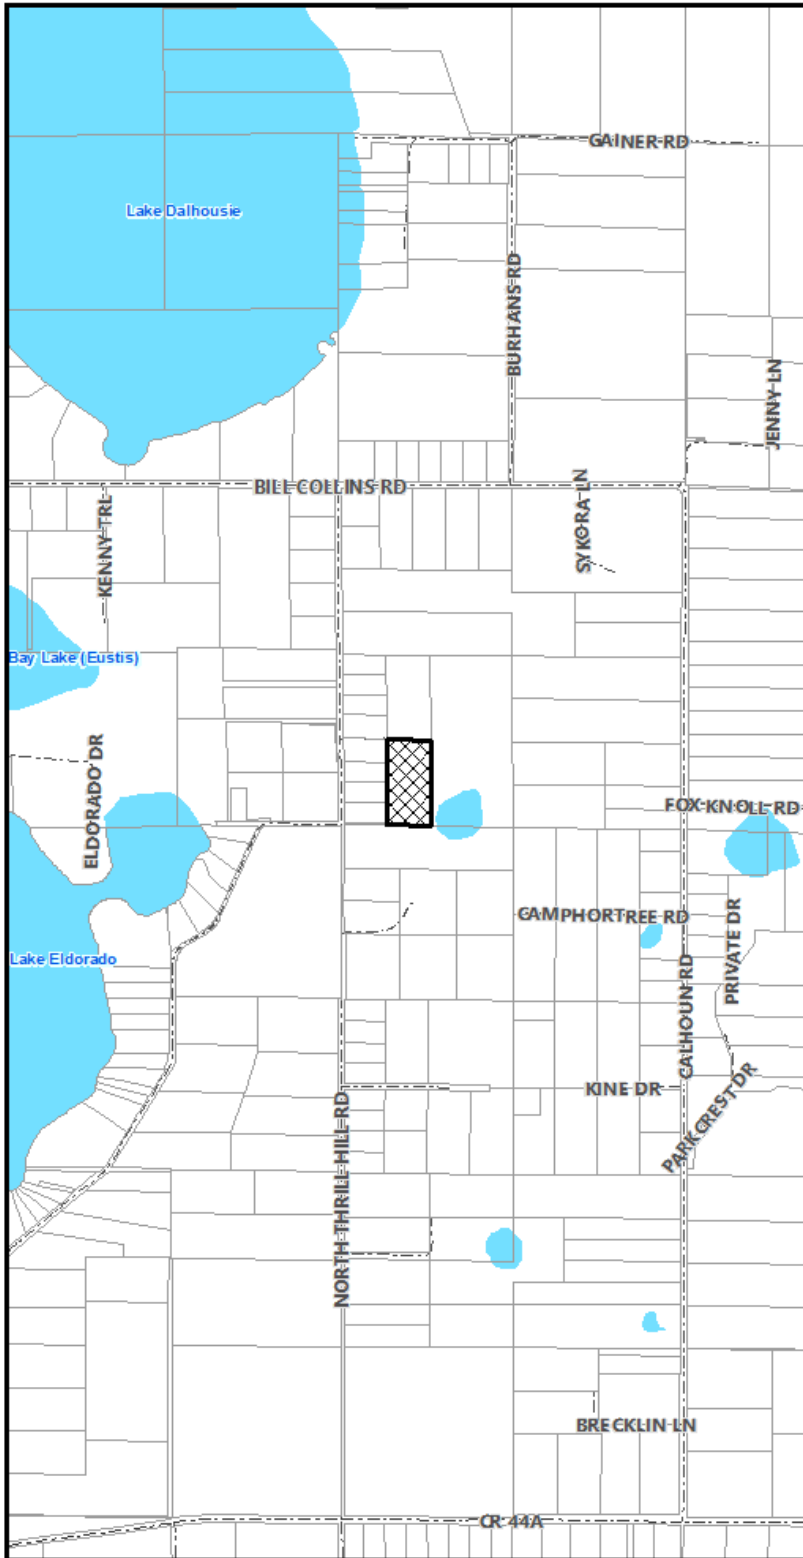 GAINER RD
Lake Dalhousie
BURHANS RD
JENNY LN
BILL COLLINS RD
SYKORA LN
KENNY TRL
Bay Lake (Eustis)
ELDORADO DR
FOX KNOLL RD
CAMPHORTREE RD
PRIVATE DR
Lake Eldorado
CALHOUN RD
KINE DR
PARKCREST DR
NORTH THRILL HILL RD
BRECKLIN LN
CR 44A